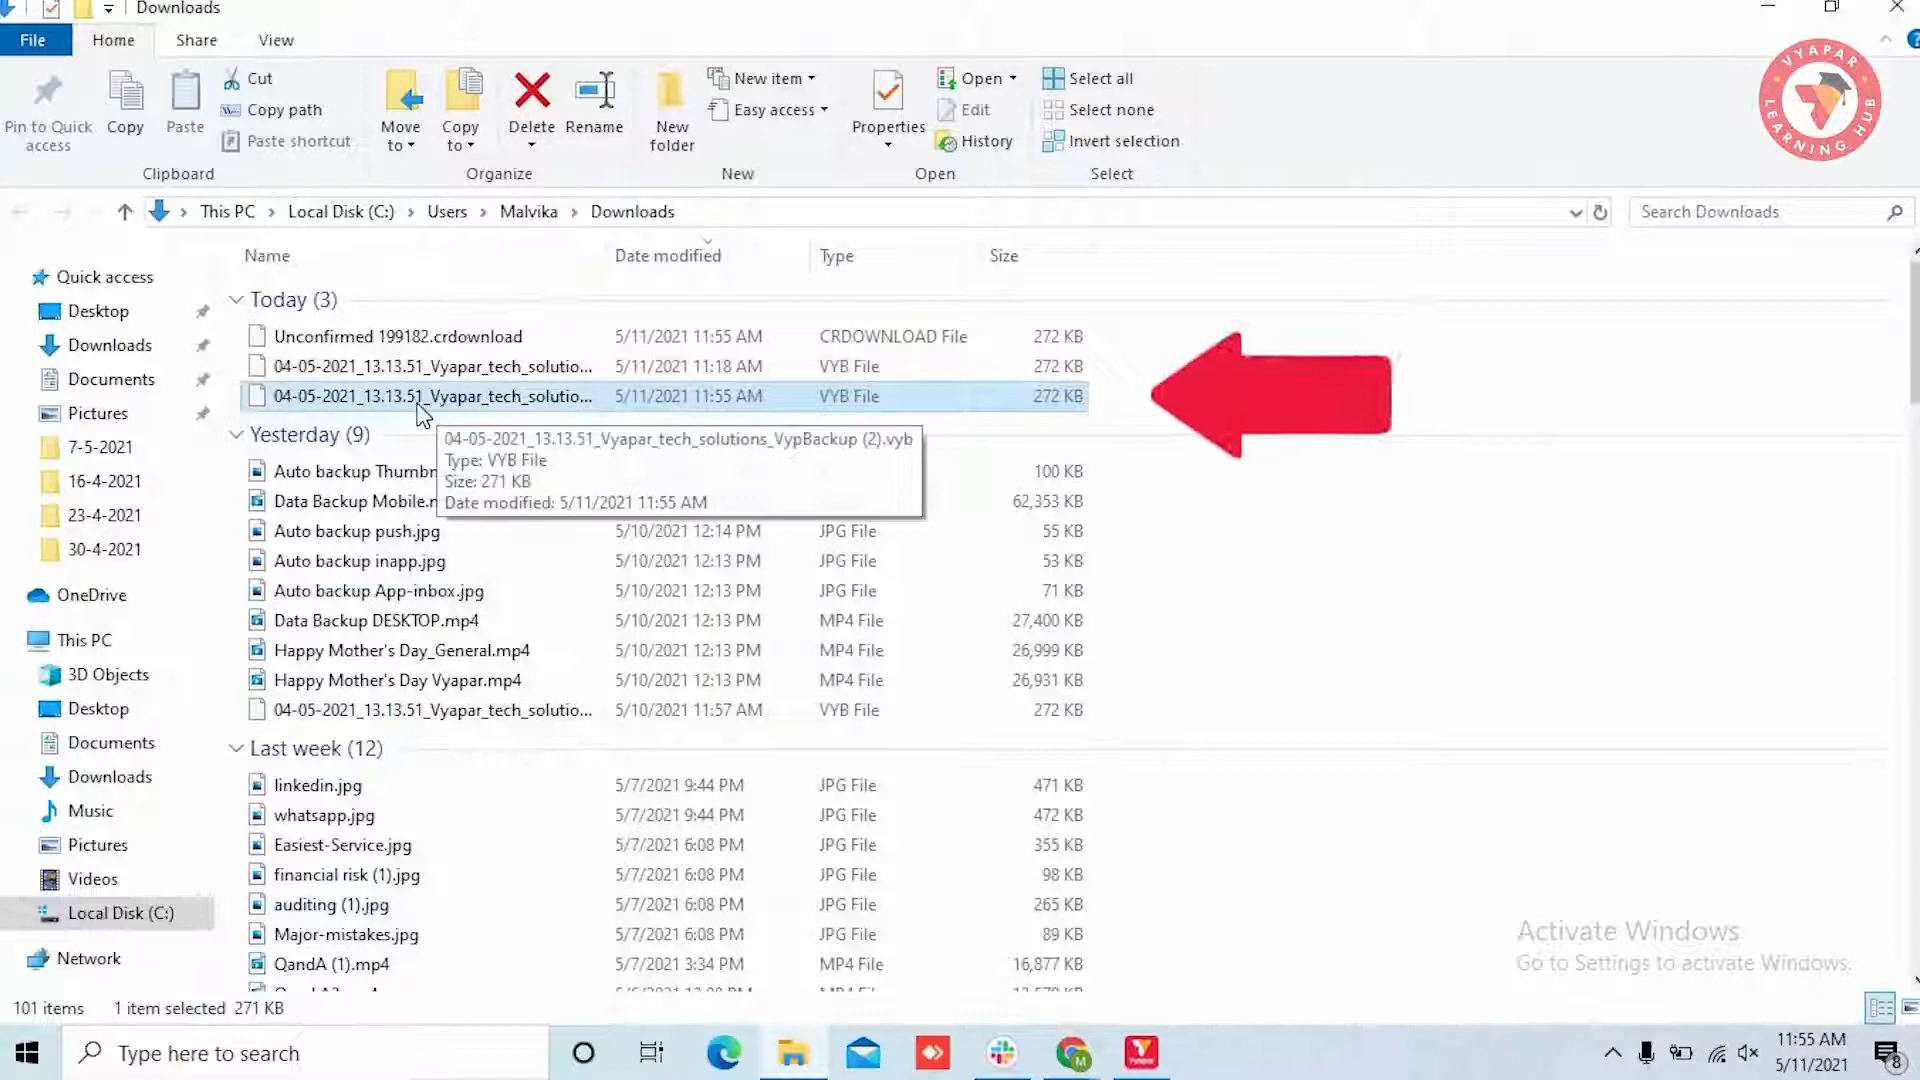 Downloads
File Home Share View
Pin to Quick access
Copy
Paste
Cut
Copy path
Paste shortcut
Clipboard
Move to
Copy to
Delete
Rename
Organize
New folder
New item
Easy access
New
Properties
Open
Edit
History
Open
Select all
Select none
Invert selection
Select
VYAPAR
LEARNING HUB
This PC Local Disk (C:) Users Malvika Downloads
Search Downloads
Quick access
Desktop
Downloads
Documents
Pictures
7-5-2021
16-4-2021
23-4-2021
30-4-2021
OneDrive
This PC
3D Objects
Desktop
Documents
Downloads
Music
Pictures
Videos
Local Disk (C:)
Network
Name Date modified Type Size
Today (3)
Unconfirmed 199182.crdownload 5/11/2021 11:55 AM CRDOWNLOAD File 272 KB
04-05-2021_13.13.51_Vyapar_tech_solutio... 5/11/2021 11:18 AM VYB File 272 KB
04-05-2021_13.13.51_Vyapar_tech_solutio... 5/11/2021 11:55 AM VYB File 272 KB
Yesterday (9)
04-05-2021_13.13.51_Vyapar_tech_solutions_VypBackup (2).vyb
Type: VYB File
Size: 271 KB
Date modified: 5/11/2021 11:55 AM
Auto backup Thumbn 100 KB
Data Backup Mobile.m 62,353 KB
Auto backup push.jpg 5/10/2021 12:14 PM JPG File 55 KB
Auto backup inapp.jpg 5/10/2021 12:13 PM JPG File 53 KB
Auto backup App-inbox.jpg 5/10/2021 12:13 PM JPG File 71 KB
Data Backup DESKTOP.mp4 5/10/2021 12:13 PM MP4 File 27,400 KB
Happy Mother's Day_General.mp4 5/10/2021 12:13 PM MP4 File 26,999 KB
Happy Mother's Day Vyapar.mp4 5/10/2021 12:13 PM MP4 File 26,931 KB
04-05-2021_13.13.51_Vyapar_tech_solutio... 5/10/2021 11:57 AM VYB File 272 KB
Last week (12)
linkedin.jpg 5/7/2021 9:44 PM JPG File 471 KB
whatsapp.jpg 5/7/2021 9:44 PM JPG File 472 KB
Easiest-Service.jpg 5/7/2021 6:08 PM JPG File 355 KB
financial risk (1).jpg 5/7/2021 6:08 PM JPG File 98 KB
auditing (1).jpg 5/7/2021 6:08 PM JPG File 265 KB
Major-mistakes.jpg 5/7/2021 6:08 PM JPG File 89 KB
QandA (1).mp4 5/7/2021 3:34 PM MP4 File 16,877 KB
Activate Windows
Go to Settings to activate Windows.
101 items 1 item selected 271 KB
Type here to search
11:55 AM
5/11/2021
8